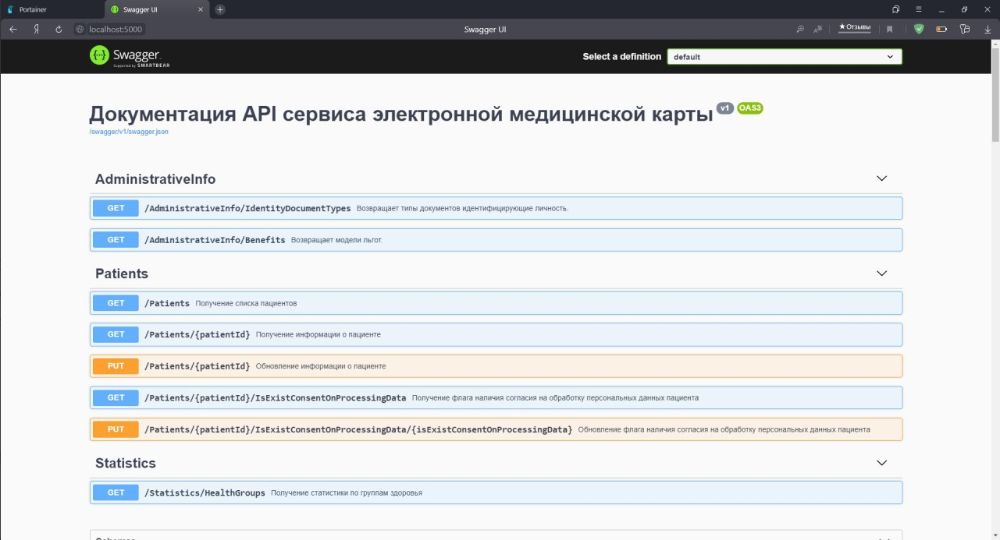 Portainer
Swagger UI
localhost:5000
Swagger UI
Отзывы
Swagger
Supported by SMARTBEAR
Select a definition
default
Документация API сервиса электронной медицинской карты v1 OAS3
/swagger/v1/swagger.json
AdministrativeInfo
GET /AdministrativeInfo/IdentityDocumentTypes Возвращает типы документов идентифицирующие личность.
GET /AdministrativeInfo/Benefits Возвращает модели льгот.
Patients
GET /Patients Получение списка пациентов
GET /Patients/{patientId} Получение информации о пациенте
PUT /Patients/{patientId} Обновление информации о пациенте
GET /Patients/{patientId}/IsExistConsentOnProcessingData Получение флага наличия согласия на обработку персональных данных пациента
PUT /Patients/{patientId}/IsExistConsentOnProcessingData/{isExistConsentOnProcessingData} Обновление флага наличия согласия на обработку персональных данных пациента
Statistics
GET /Statistics/HealthGroups Получение статистики по группам здоровья
Schemas